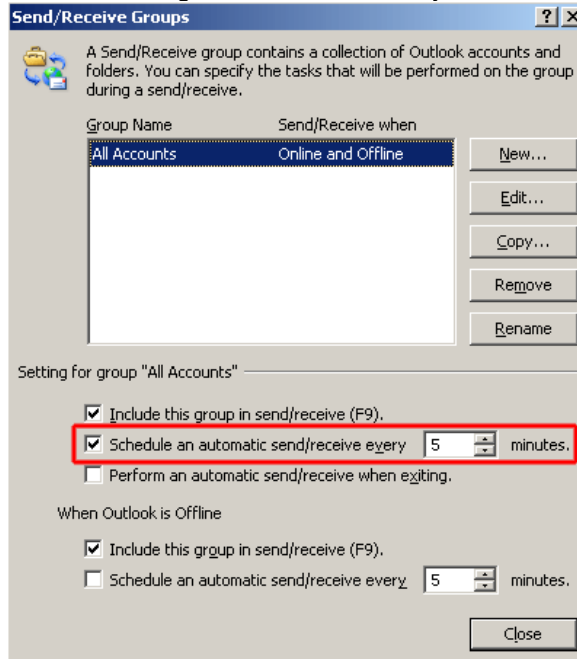 Send/Receive Groups
A Send/Receive group contains a collection of Outlook accounts and
folders. You can specify the tasks that will be performed on the group
during a send/receive.
Group Name Send/Receive when
All Accounts Online and Offline
New...
Edit...
Copy...
Remove
Rename
Setting for group "All Accounts"
Include this group in send/receive (F9).
Schedule an automatic send/receive every 5 minutes.
Perform an automatic send/receive when exiting.
When Outlook is Offline
Include this group in send/receive (F9).
Schedule an automatic send/receive every 5 minutes.
Close